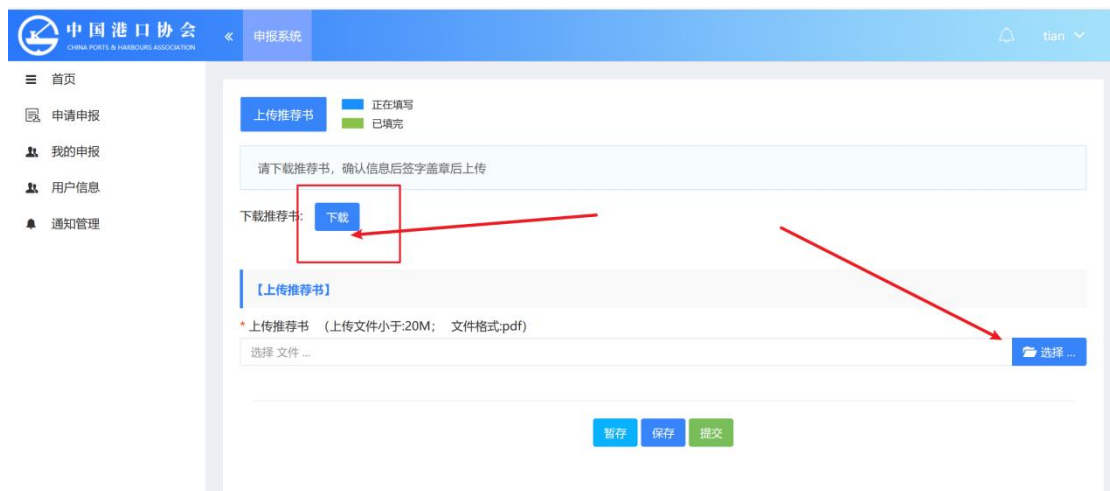 中国港口协会
CHINA PORTS & HARBOURS ASSOCIATION
« 申报系统
tian
首页
申请申报
我的申报
用户信息
通知管理
上传推荐书
正在填写
已填完
请下载推荐书，确认信息后签字盖章后上传
下载推荐书: 下载
【上传推荐书】
* 上传推荐书 （上传文件小于:20M; 文件格式:pdf）
选择 文件 ... 选择 ...
暂存 保存 提交